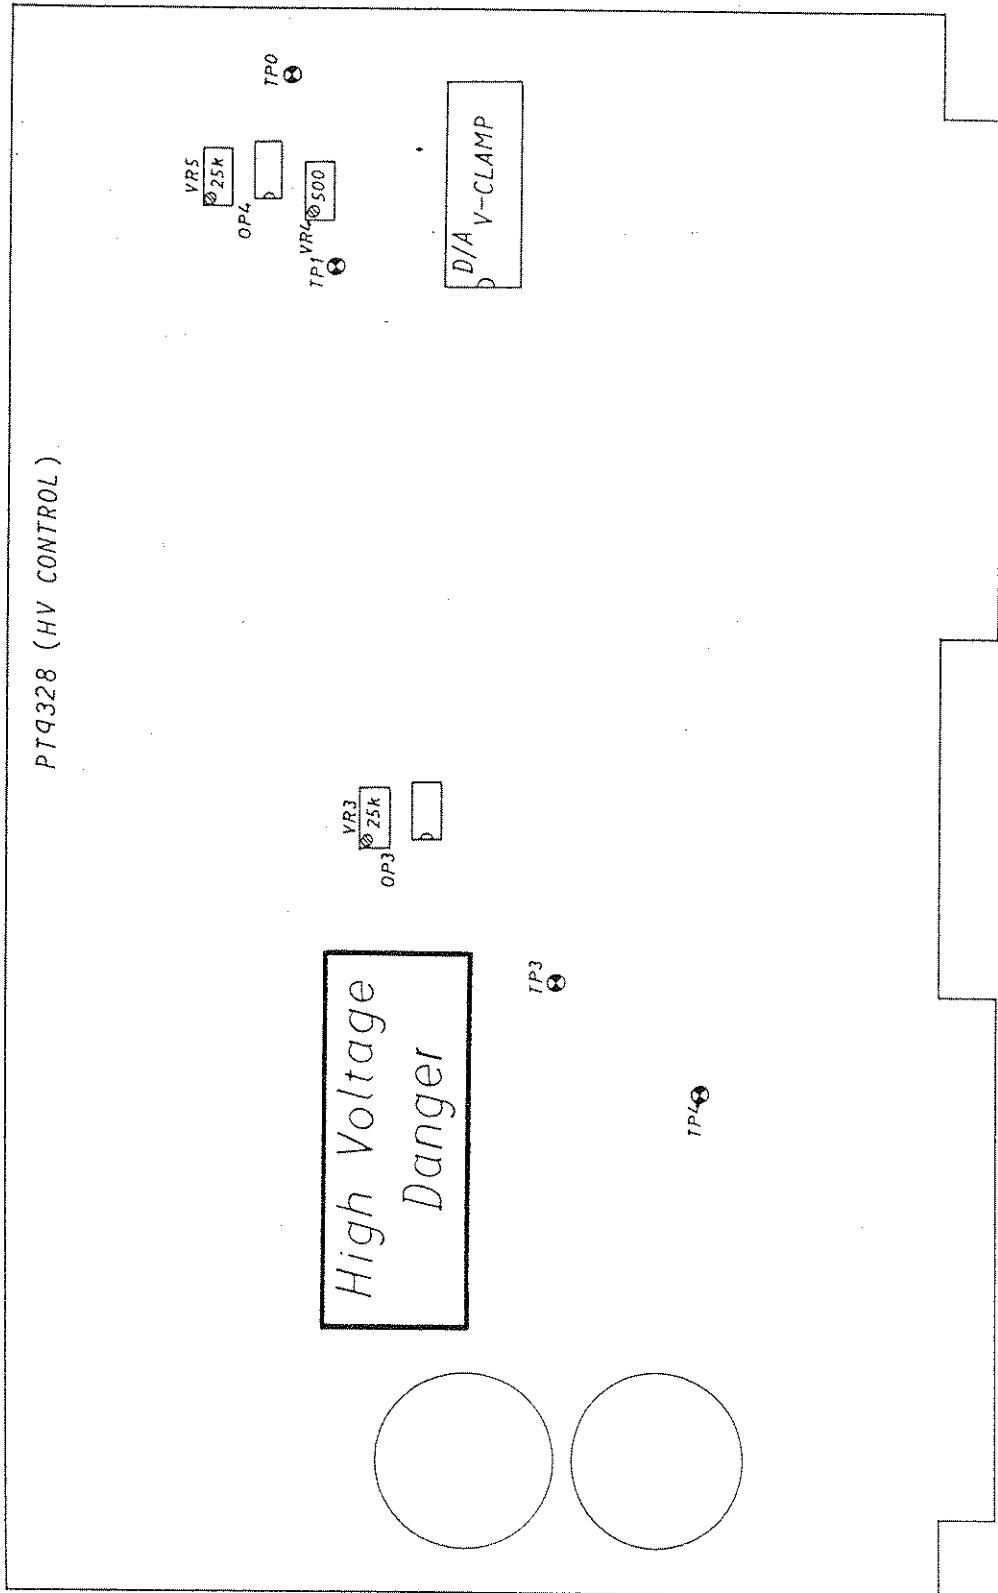 PT9328 (HV CONTROL)
TP0
VR5
25k
OP4
VR4
500
TP1
D/A
V-CLAMP
VR3
25k
OP3
High Voltage
Danger
TP3
TP4